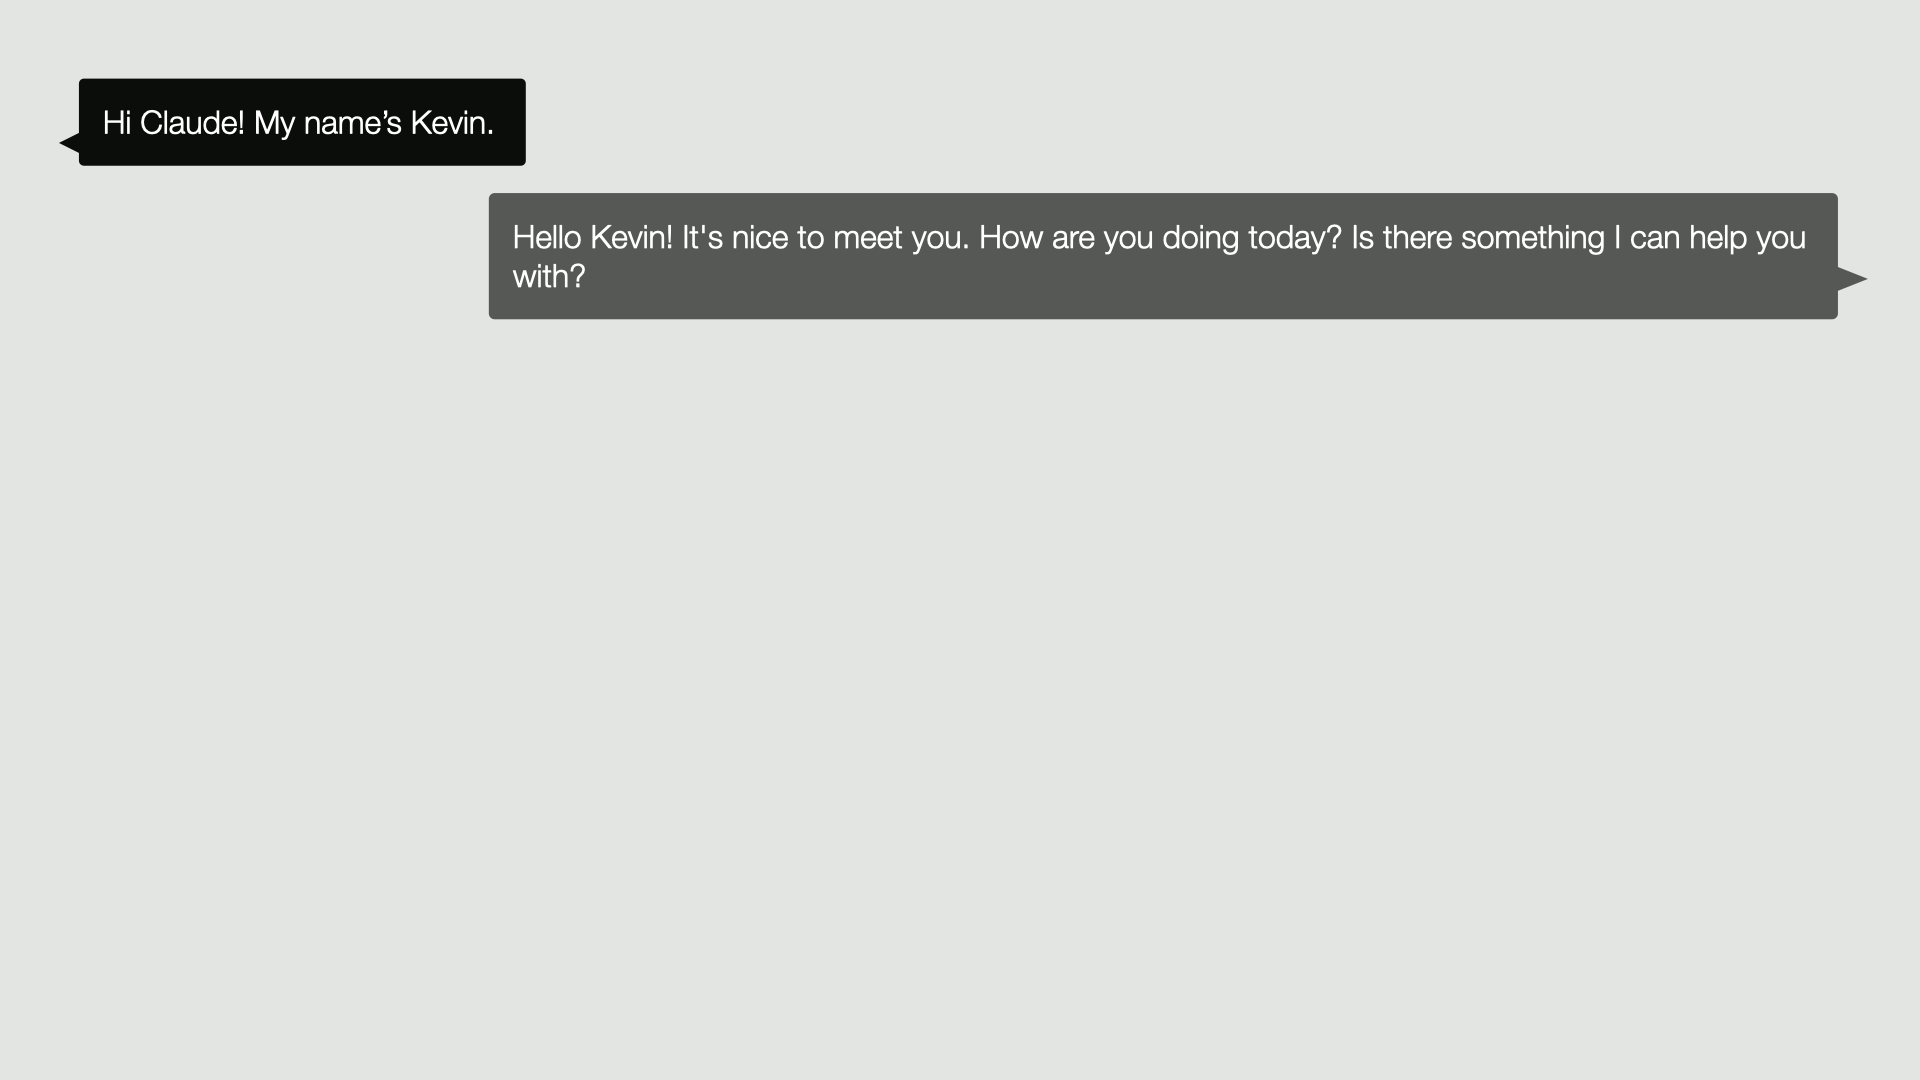 Hi Claude! My name’s Kevin.
Hello Kevin! It's nice to meet you. How are you doing today? Is there something I can help you
with?